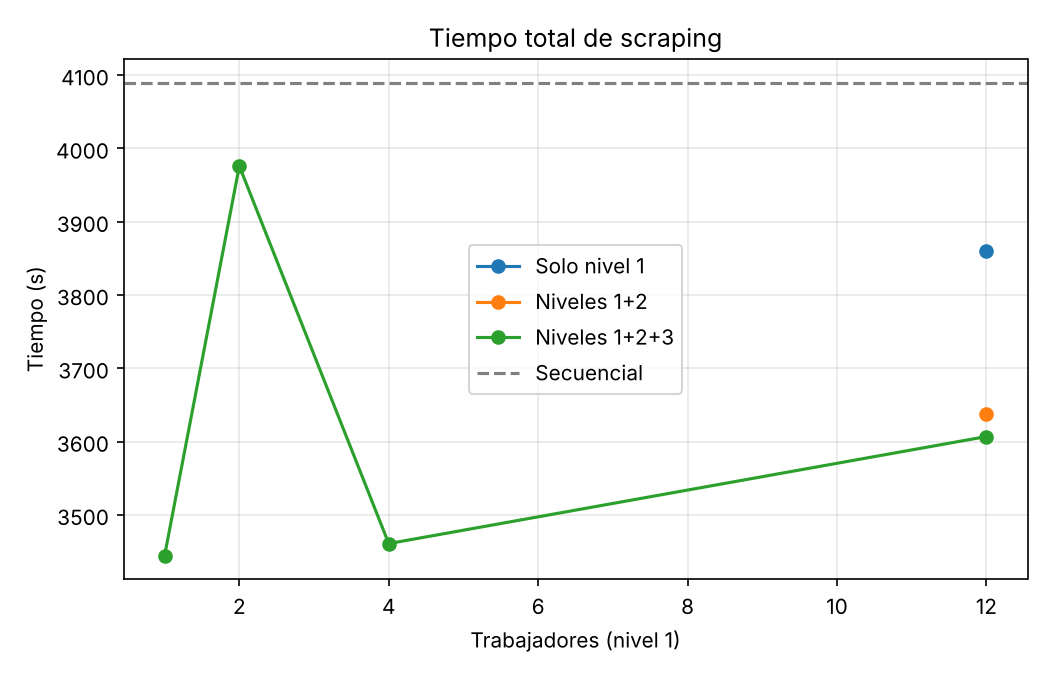 Tiempo total de scraping
4100
4000
3900
3800
3700
3600
3500
Tiempo (s)
Solo nivel 1
Niveles 1+2
Niveles 1+2+3
Secuencial
2 4 6 8 10 12
Trabajadores (nivel 1)